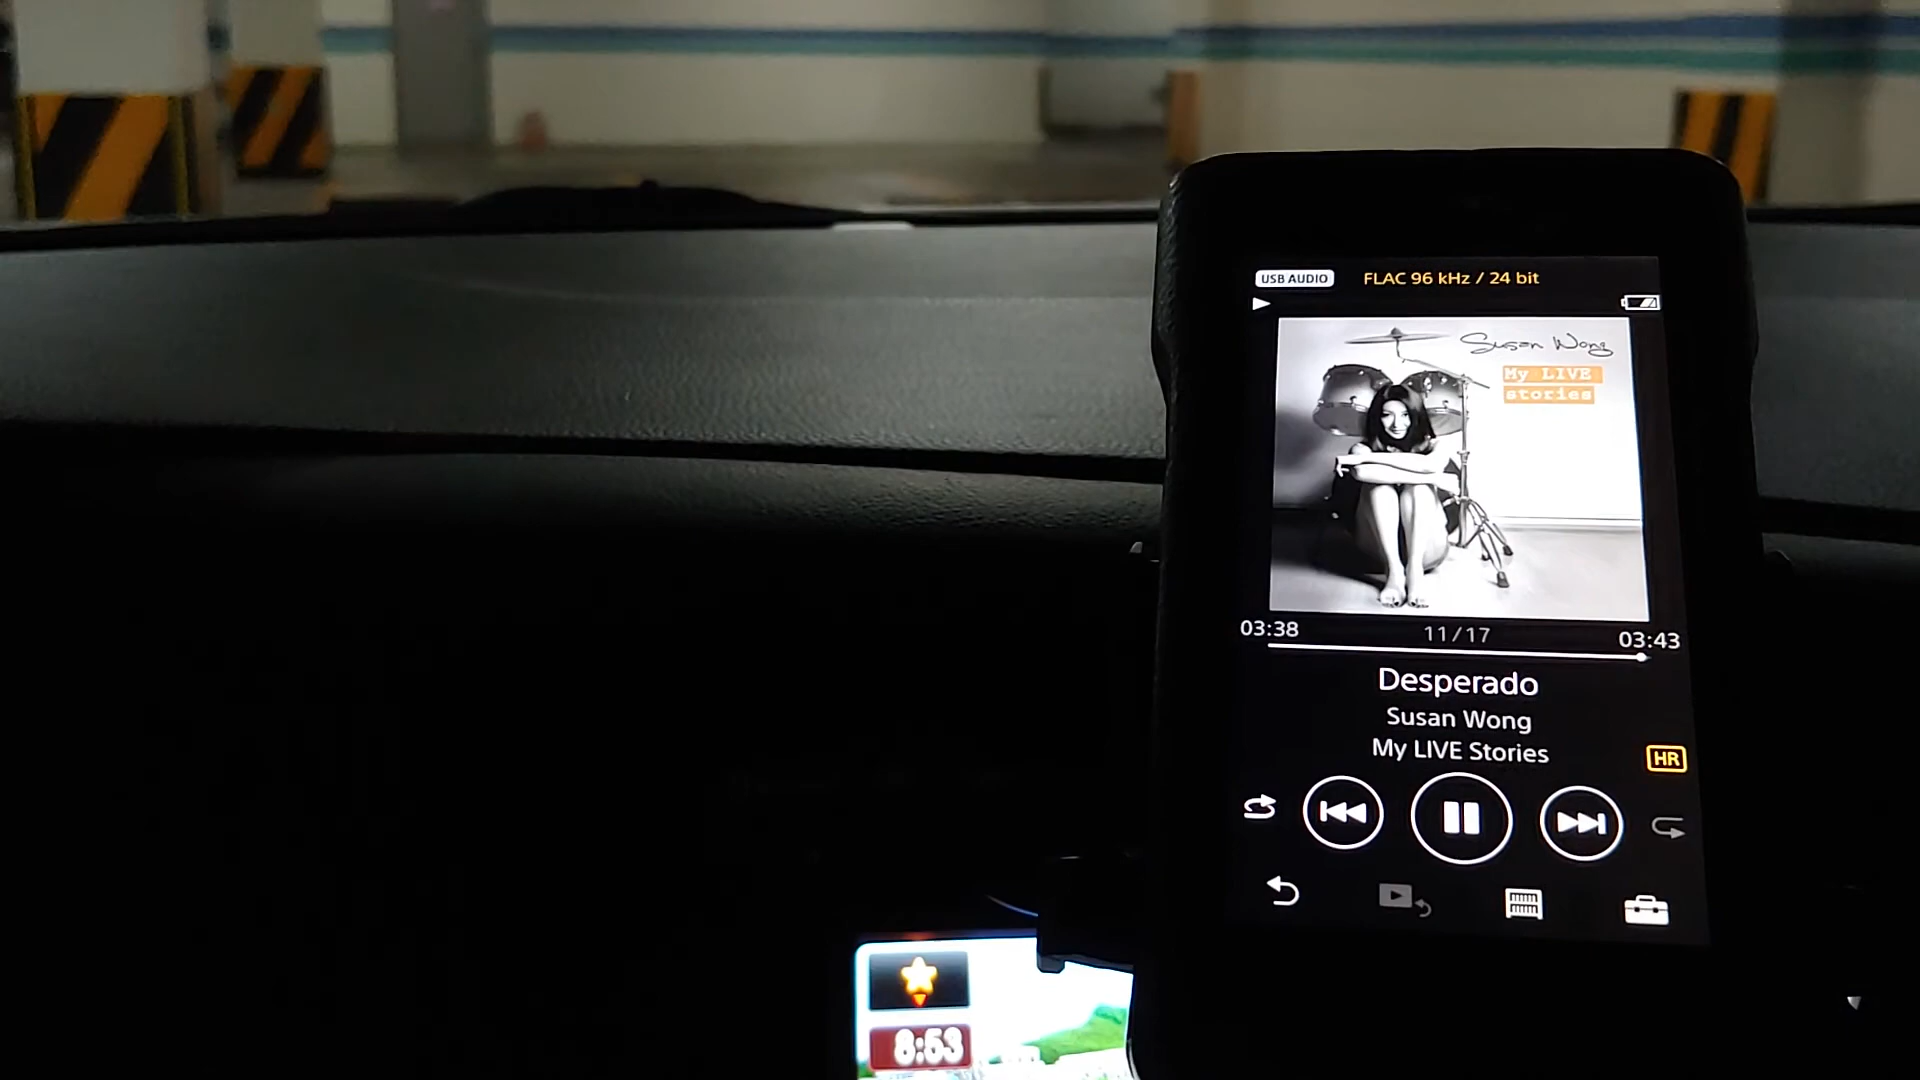 USB AUDIO
FLAC 96 kHz / 24 bit
Susan Wong
My LIVE
stories
03:38
11/17
03:43
Desperado
Susan Wong
My LIVE Stories
HR
8:53